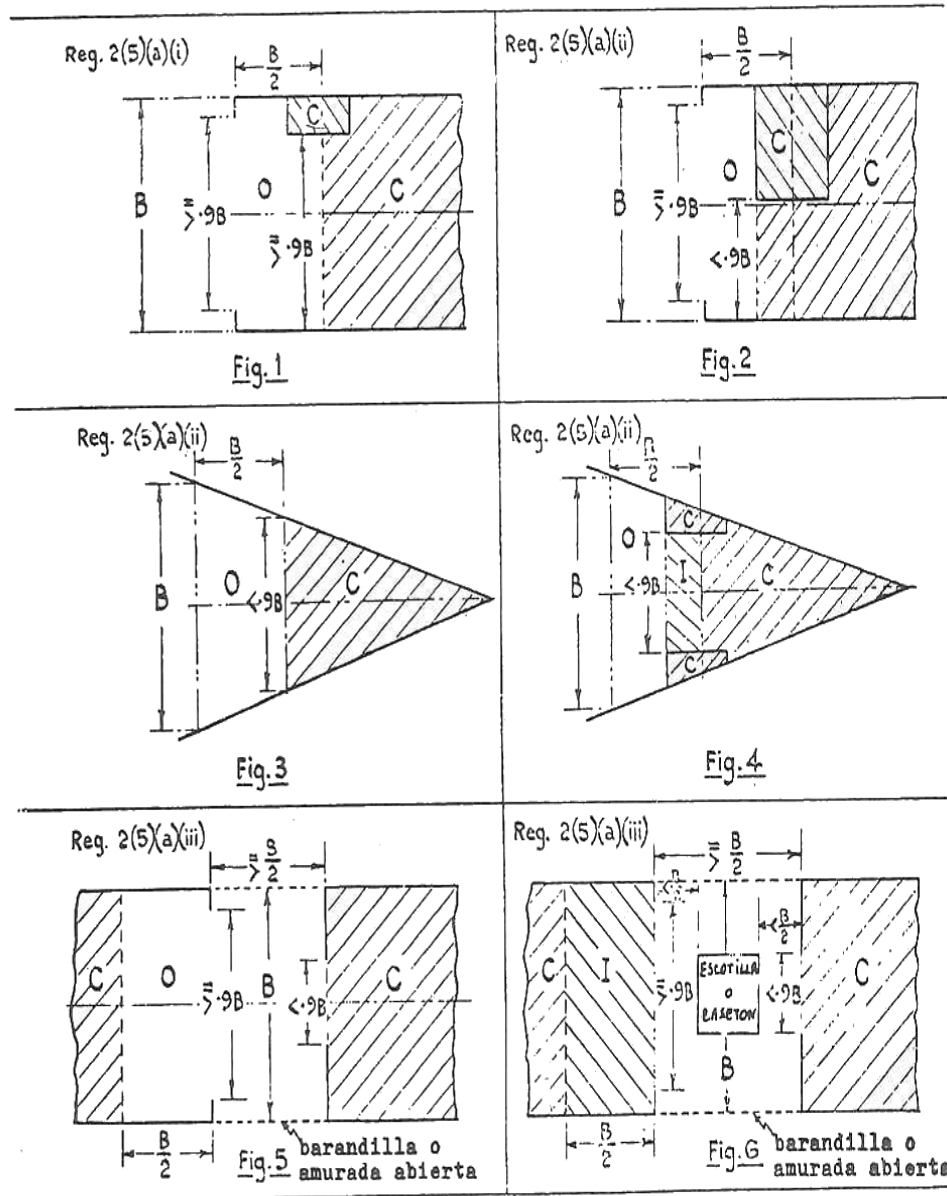 Reg. 2(5)(a)(i)
B/2
B
≥ .9B
O
C
≥ .9B
C
Fig.1
Reg. 2(5)(a)(ii)
B/2
B
≥ .9B
O
C
< .9B
C
Fig.2
Reg. 2(5)(a)(ii)
B/2
B
O
< .9B
C
Fig.3
Reg. 2(5)(a)(ii)
B/2
B
O
C
< .9B
I
C
C
Fig.4
Reg. 2(5)(a)(iii)
≥ B/2
C
O
≥ .9B
B
< .9B
C
B/2
Fig.5
barandilla o
amurada abierta
Reg. 2(5)(a)(iii)
≥ B/2
< B/2
C
I
≥ .9B
ESCOTILLA
O
CASETON
< .9B
C
B
B/2
Fig.6
barandilla o
amurada abierta